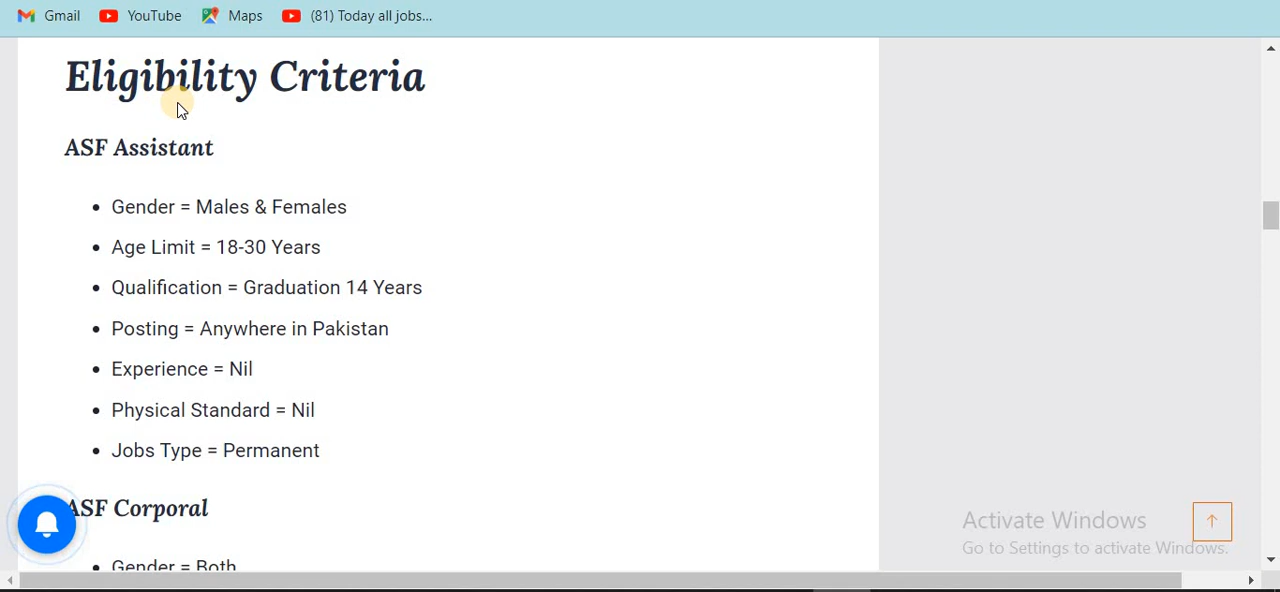 Gmail YouTube Maps (81) Today all jobs...
Eligibility Criteria
ASF Assistant
Gender = Males & Females
Age Limit = 18-30 Years
Qualification = Graduation 14 Years
Posting = Anywhere in Pakistan
Experience = Nil
Physical Standard = Nil
Jobs Type = Permanent
ASF Corporal
Gender = Both
Activate Windows
Go to Settings to activate Windows.